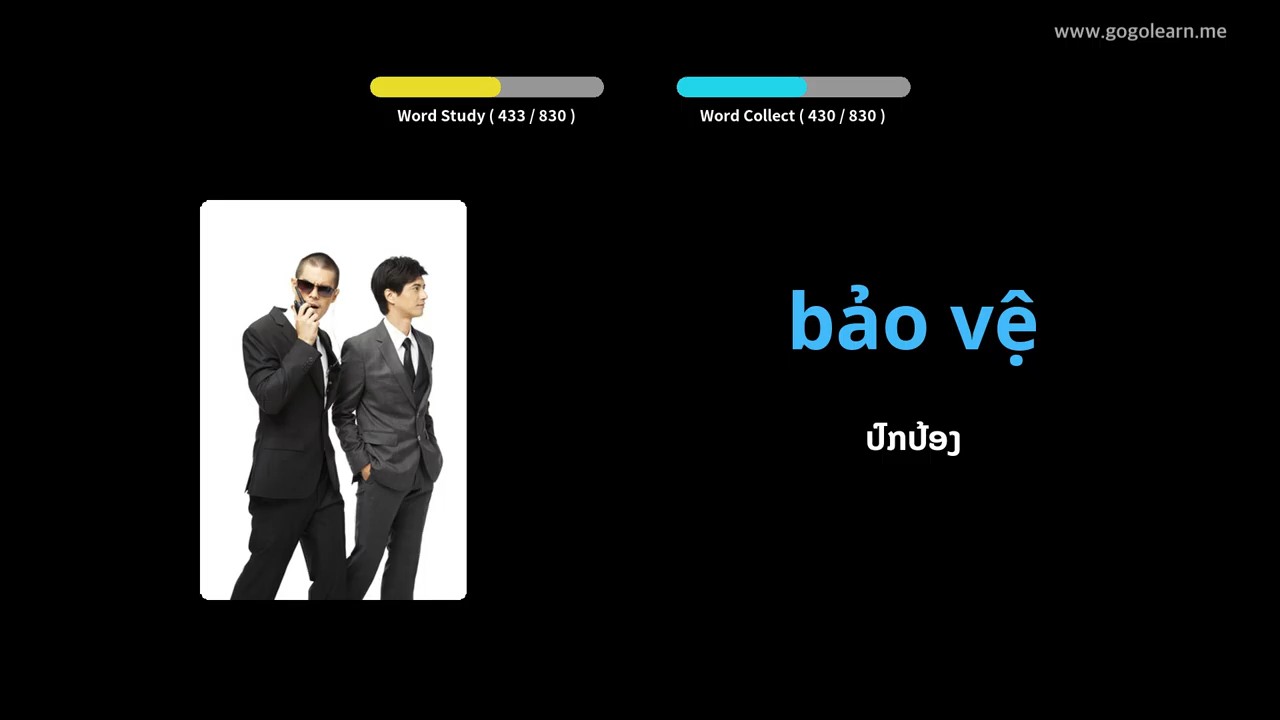 www.gogolearn.me
Word Study ( 433 / 830 )
Word Collect ( 430 / 830 )
bảo vệ
ປົກປ້ອງ